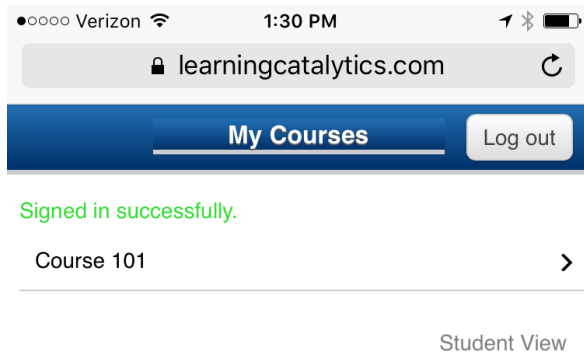 Verizon 1:30 PM
learningcatalytics.com
My Courses Log out
Signed in successfully.
Course 101
Student View